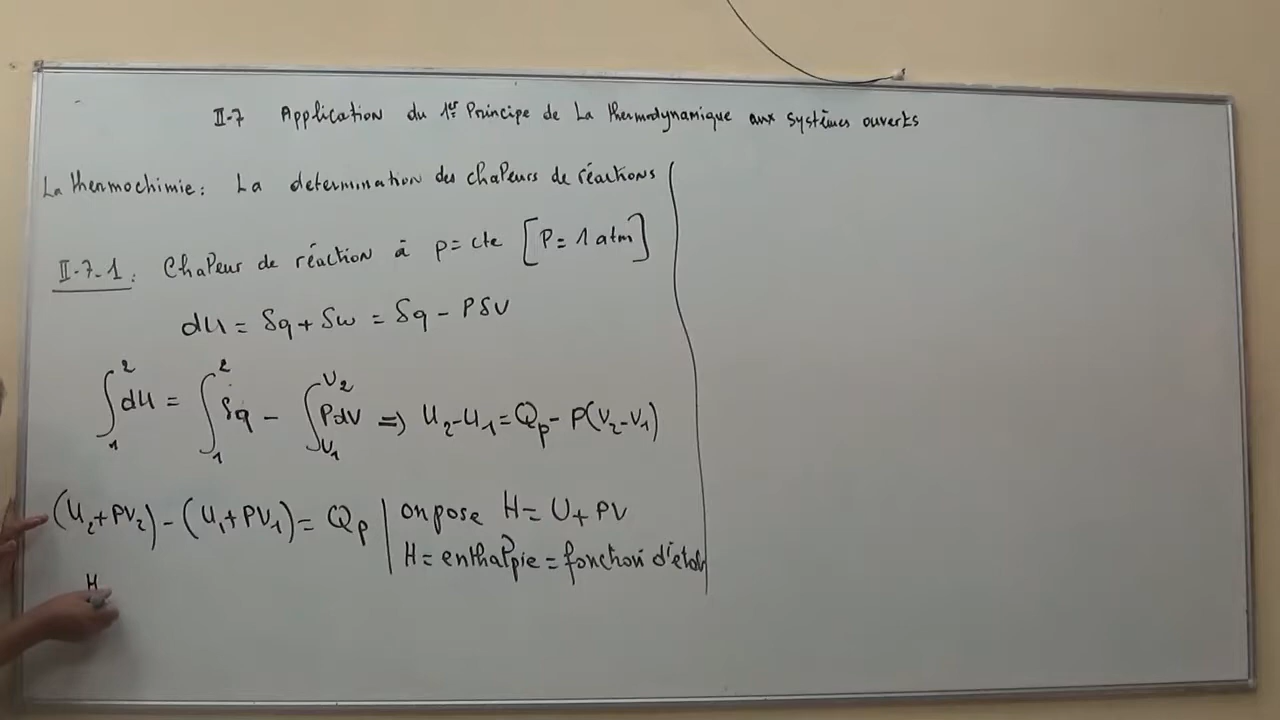 II-7 Application du 1er Principe de La thermodynamique aux systèmes ouverts
La thermochimie: La determination des chaleurs de réactions
II-7-1: Chaleur de réaction à p = cte [P = 1 atm]
dU = δq + δw = δq - PδV
∫₁² dU = ∫₁² δq - ∫_{V₁}^{V₂} PdV => U₂-U₁ = Q_p - P(V₂-V₁)
(U₂+PV₂) - (U₁+PV₁) = Q_p | on pose H = U + PV
H = enthalpie = fonction d'état
H